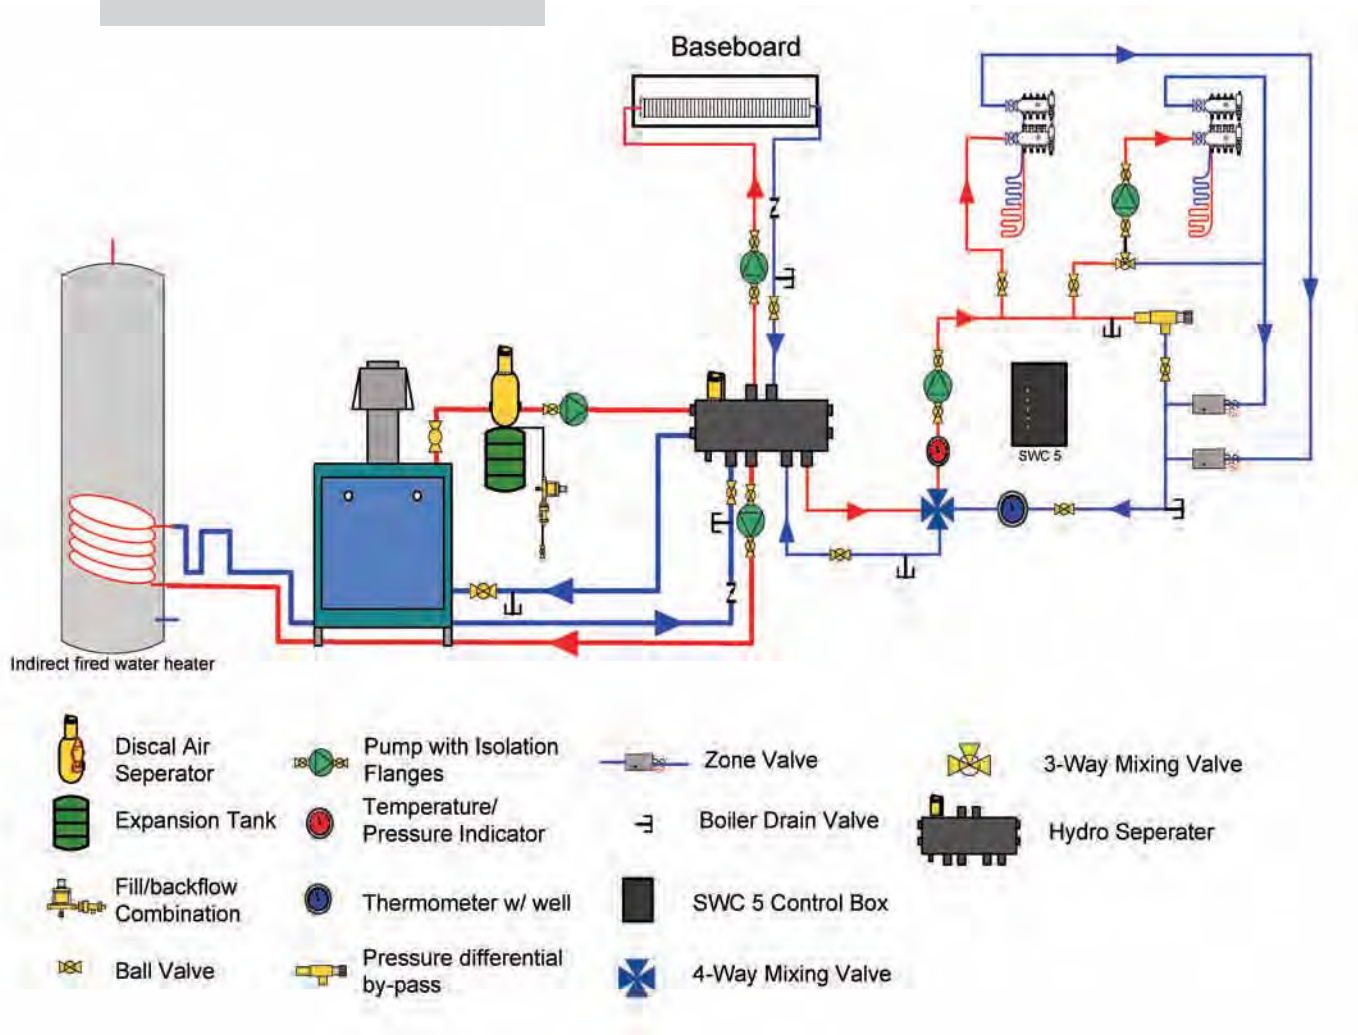 Baseboard
SWC 5
Indirect fired water heater
Discal Air
Seperator
Expansion Tank
Fill/backflow
Combination
Ball Valve
Pump with Isolation
Flanges
Temperature/
Pressure Indicator
Thermometer w/ well
Pressure differential
by-pass
Zone Valve
Boiler Drain Valve
SWC 5 Control Box
4-Way Mixing Valve
3-Way Mixing Valve
Hydro Seperater